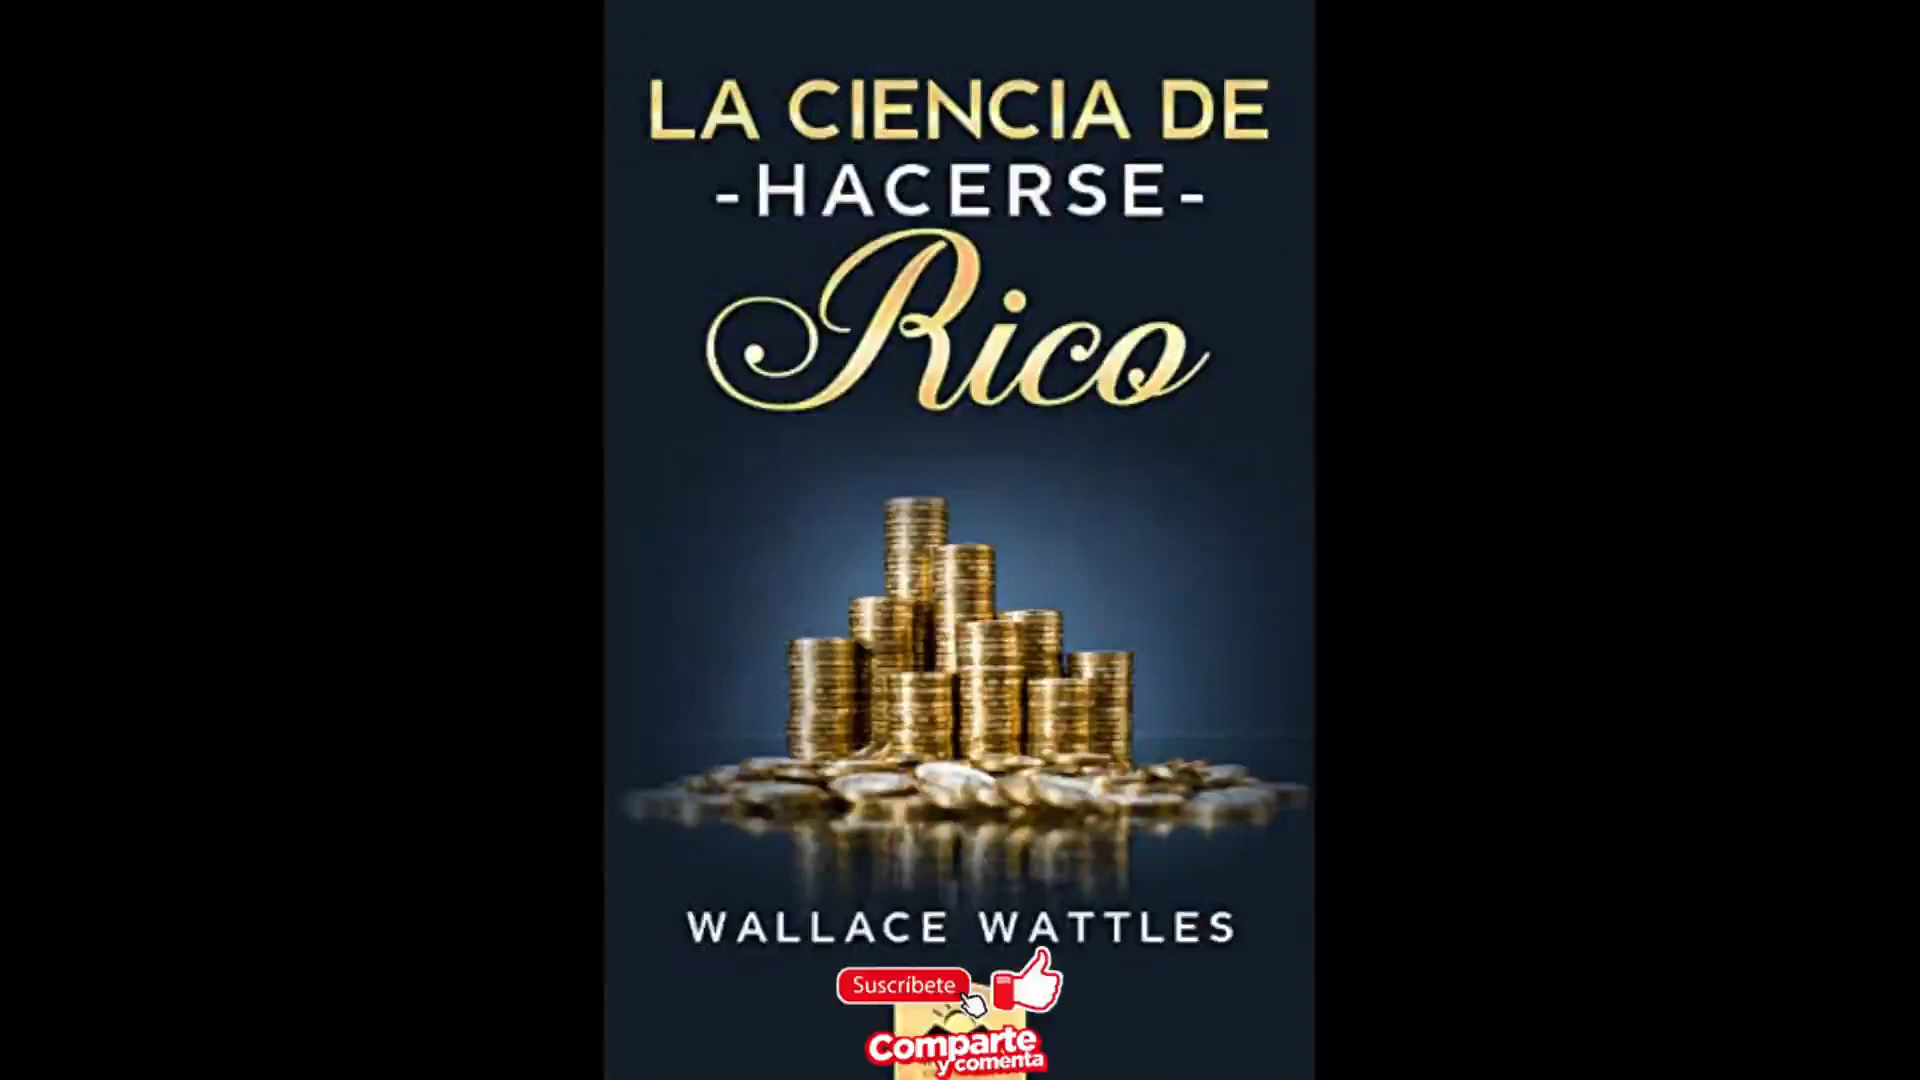 LA CIENCIA DE
-HACERSE-
Rico
WALLACE WATTLES
Suscríbete
Comparte
y comenta